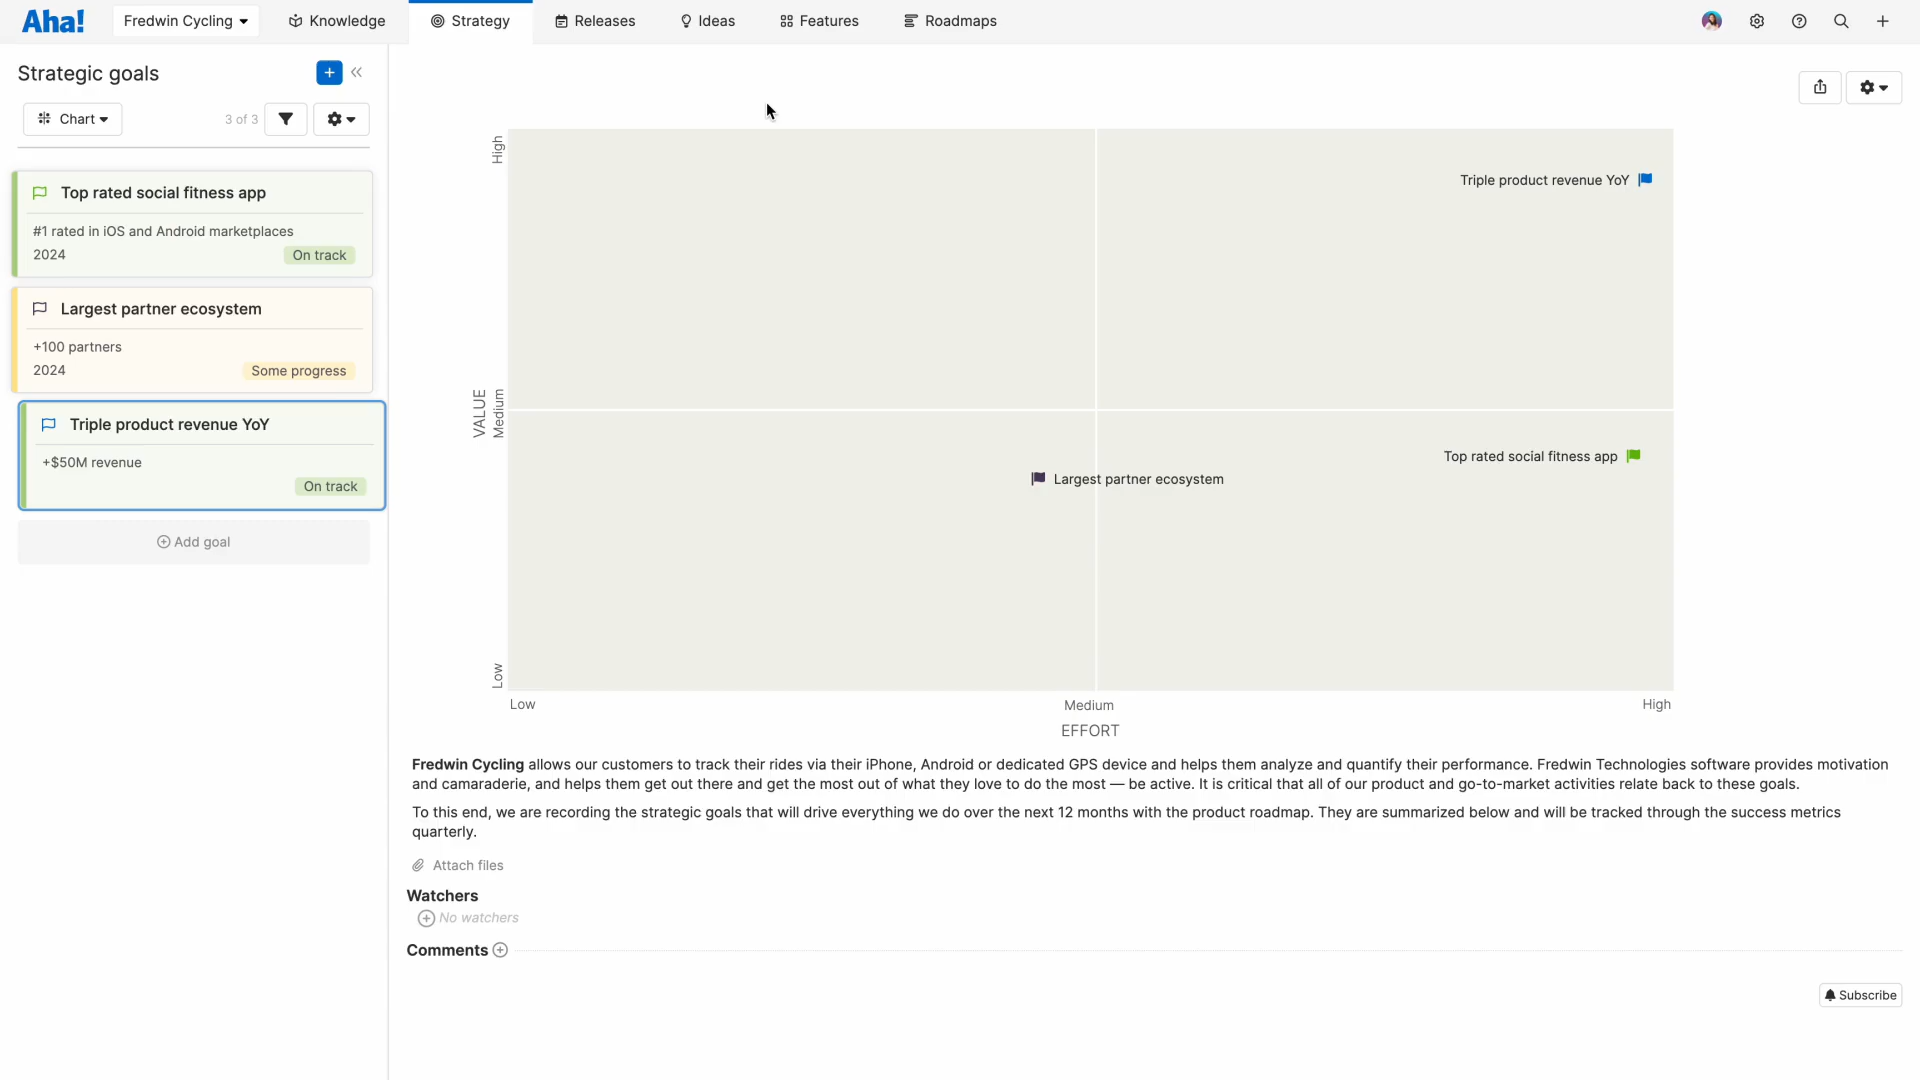 Aha!
Fredwin Cycling
Knowledge
Strategy
Releases
Ideas
Features
Roadmaps
Strategic goals
Chart
3 of 3
Top rated social fitness app
#1 rated in iOS and Android marketplaces
2024
On track
Largest partner ecosystem
+100 partners
2024
Some progress
Triple product revenue YoY
+$50M revenue
On track
Add goal
High
Triple product revenue YoY
VALUE
Medium
Top rated social fitness app
Largest partner ecosystem
Low
Low
Medium
High
EFFORT
Fredwin Cycling allows our customers to track their rides via their iPhone, Android or dedicated GPS device and helps them analyze and quantify their performance. Fredwin Technologies software provides motivation
and camaraderie, and helps them get out there and get the most out of what they love to do the most — be active. It is critical that all of our product and go-to-market activities relate back to these goals.
To this end, we are recording the strategic goals that will drive everything we do over the next 12 months with the product roadmap. They are summarized below and will be tracked through the success metrics
quarterly.
Attach files
Watchers
No watchers
Comments
Subscribe